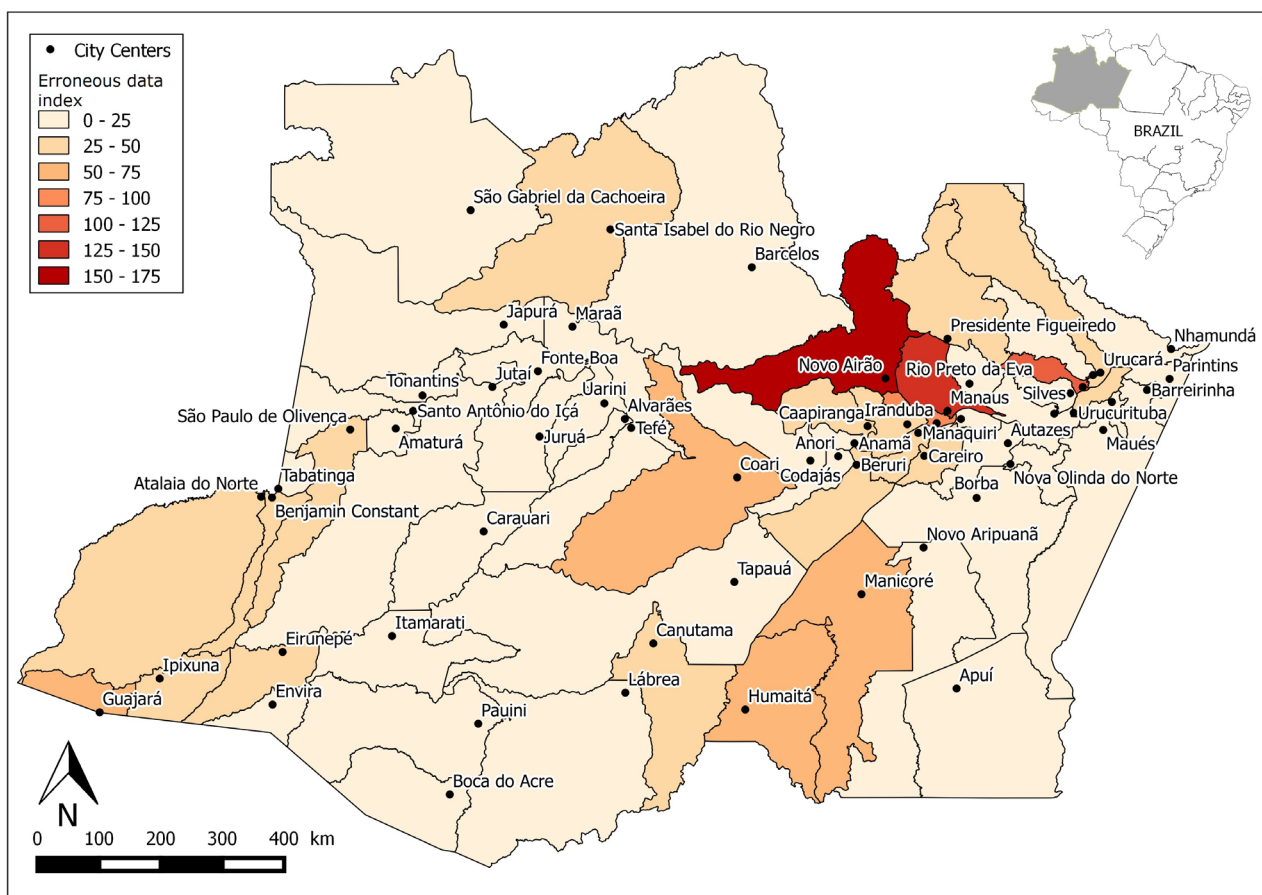 City Centers
Erroneous data
index
0 - 25
25 - 50
50 - 75
75 - 100
100 - 125
125 - 150
150 - 175
BRAZIL
São Gabriel da Cachoeira
Santa Isabel do Rio Negro
Barcelos
Japurá
Maraã
Presidente Figueiredo
Nhamundá
Fonte Boa
Urucará
Jutaí
Novo Airão
Rio Preto da Eva
Parintins
Tonantins
Uarini
Silves
Barreirinha
São Paulo de Olivença
Santo Antônio do Içá
Alvarães
Caapiranga
Iranduba
Manaus
Urucurituba
Amaturá
Juruá
Tefé
Anori
Anamã
Manaquiri
Autazes
Maués
Tabatinga
Coari
Codajás
Beruri
Careiro
Nova Olinda do Norte
Atalaia do Norte
Borba
Benjamin Constant
Carauari
Novo Aripuanã
Tapauá
Manicoré
Itamarati
Canutama
Eirunepé
Ipixuna
Guajará
Envira
Lábrea
Humaitá
Apuí
Pauini
Boca do Acre
N
0 100 200 300 400 km